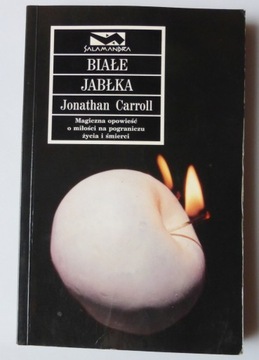 SALAMANDRA
BIAŁE
JABŁKA
Jonathan Carroll
Magiczna opowieść
o miłości na pograniczu
życia i śmierci